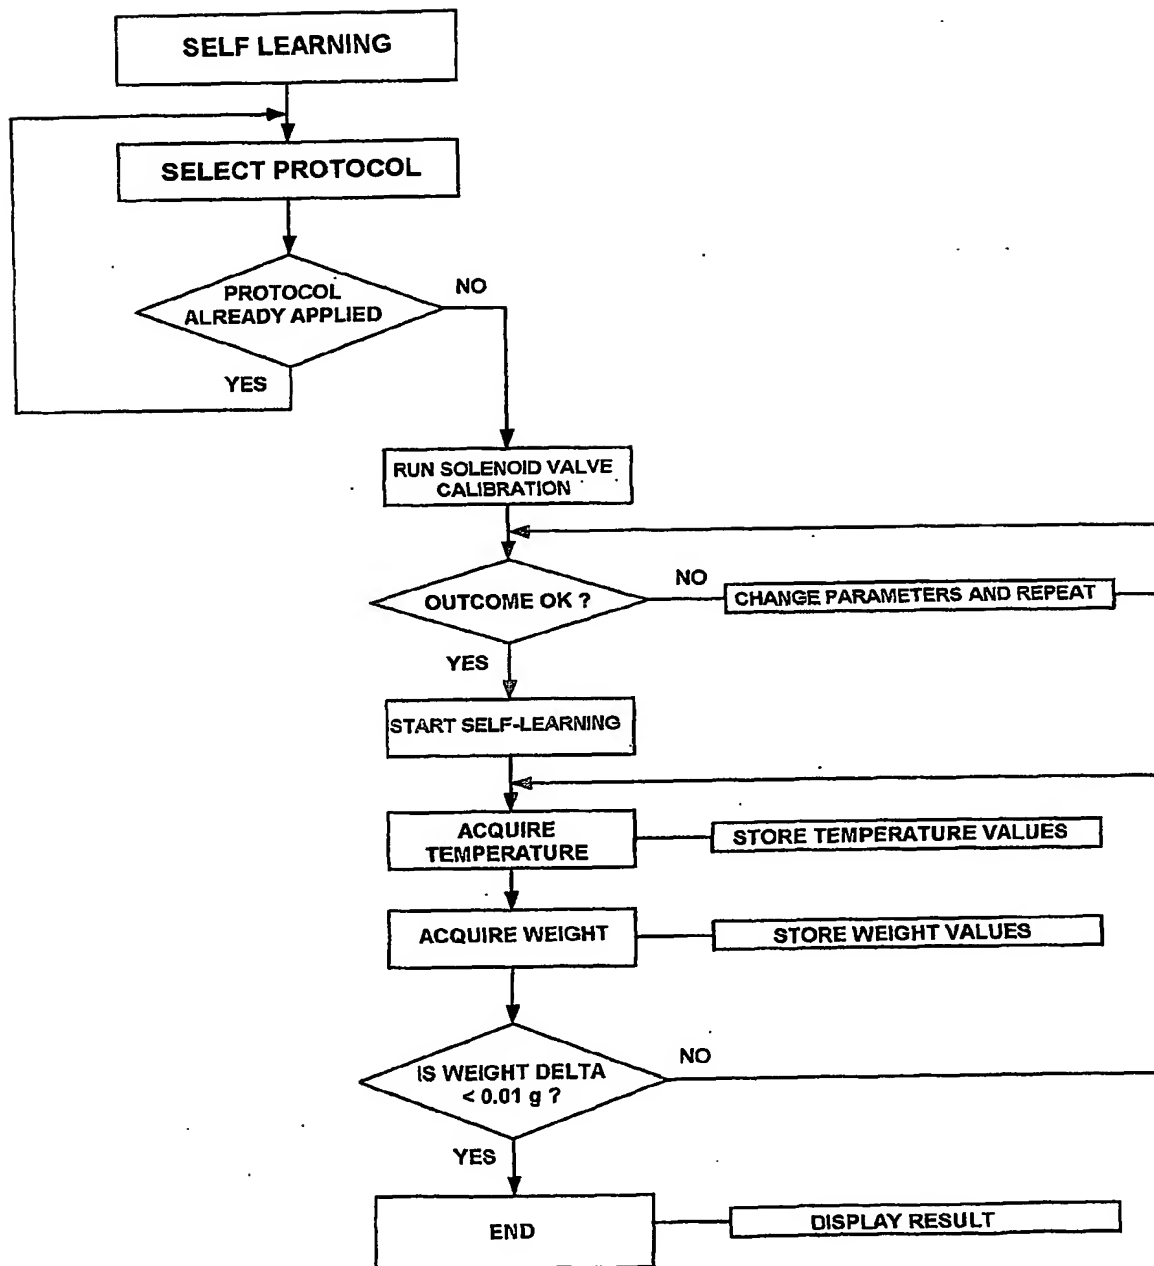 SELF LEARNING
SELECT PROTOCOL
PROTOCOL
ALREADY APPLIED
NO
YES
RUN SOLENOID VALVE
CALIBRATION
OUTCOME OK ?
NO
CHANGE PARAMETERS AND REPEAT
YES
START SELF-LEARNING
ACQUIRE
TEMPERATURE
STORE TEMPERATURE VALUES
ACQUIRE WEIGHT
STORE WEIGHT VALUES
IS WEIGHT DELTA
< 0.01 g ?
NO
YES
END
DISPLAY RESULT